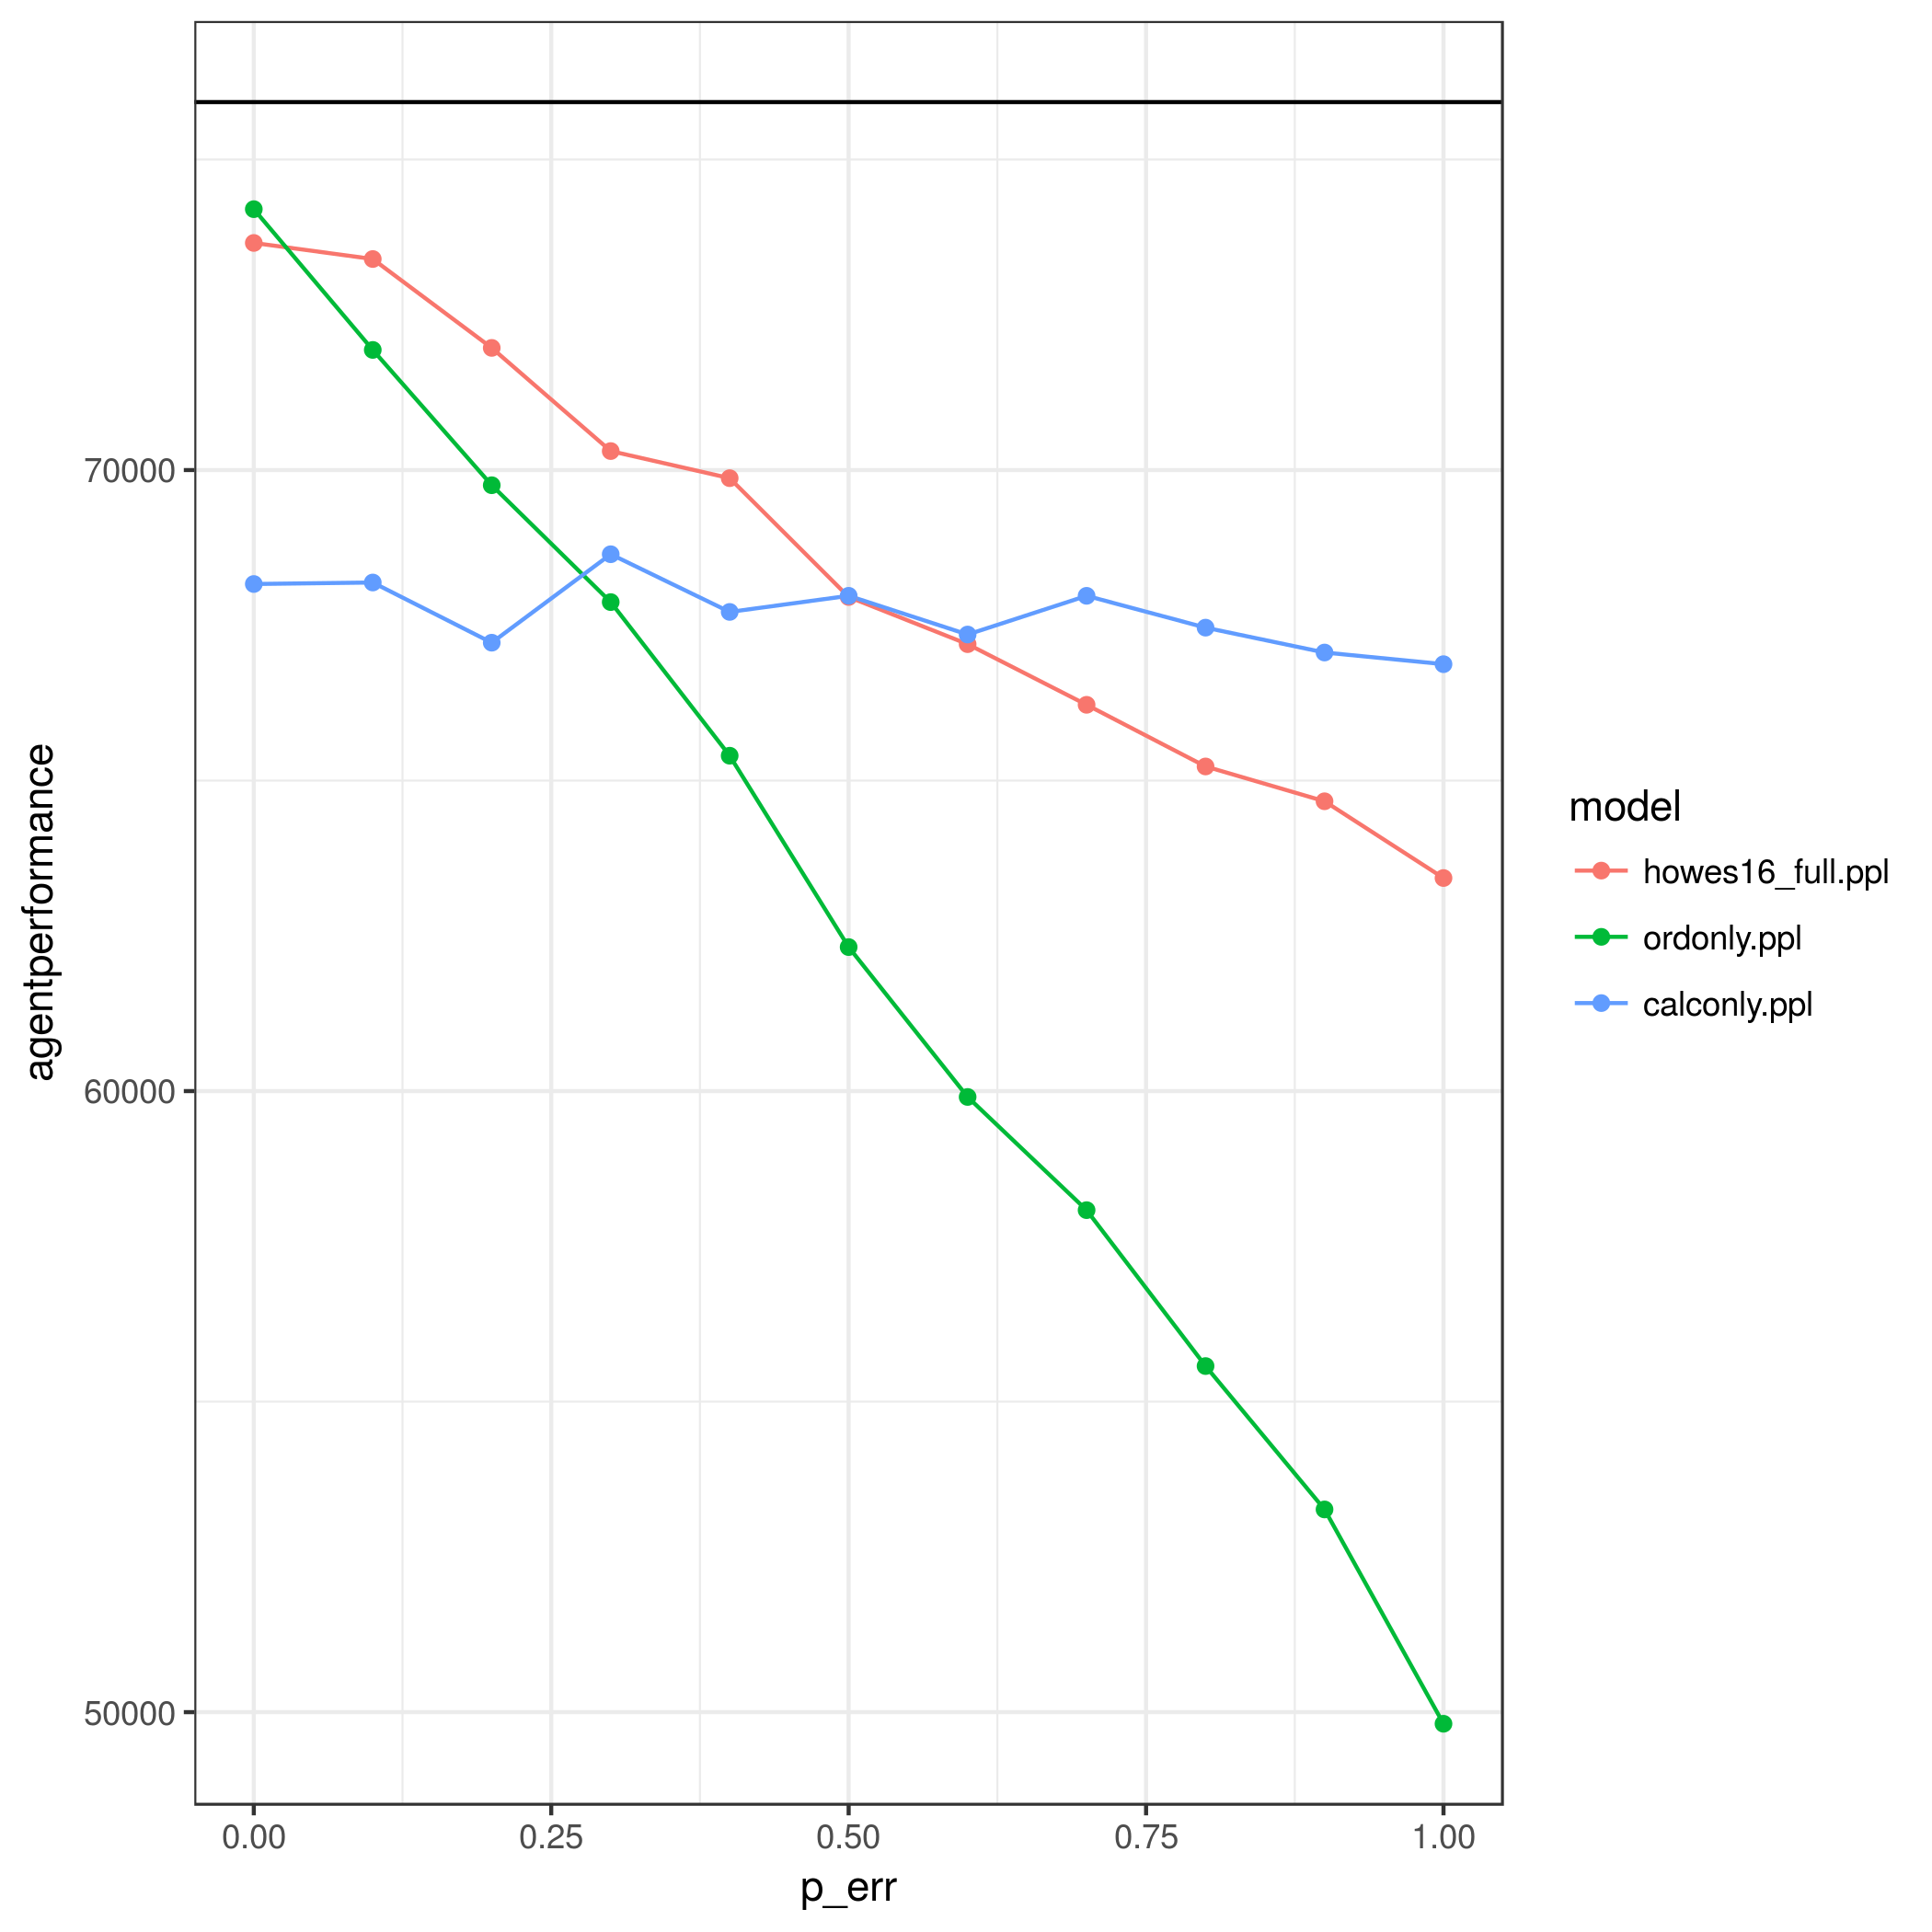 agentperformance
70000
60000
50000
0.00
0.25
0.50
0.75
1.00
p_err
model
howes16_full.ppl
ordonly.ppl
calconly.ppl